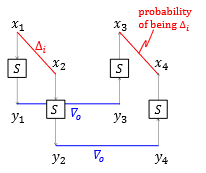 probability
of being Δᵢ
x₁
x₃
Δᵢ
x₂
x₄
S
S
S
S
y₁
∇ₒ
y₃
y₂
∇ₒ
y₄